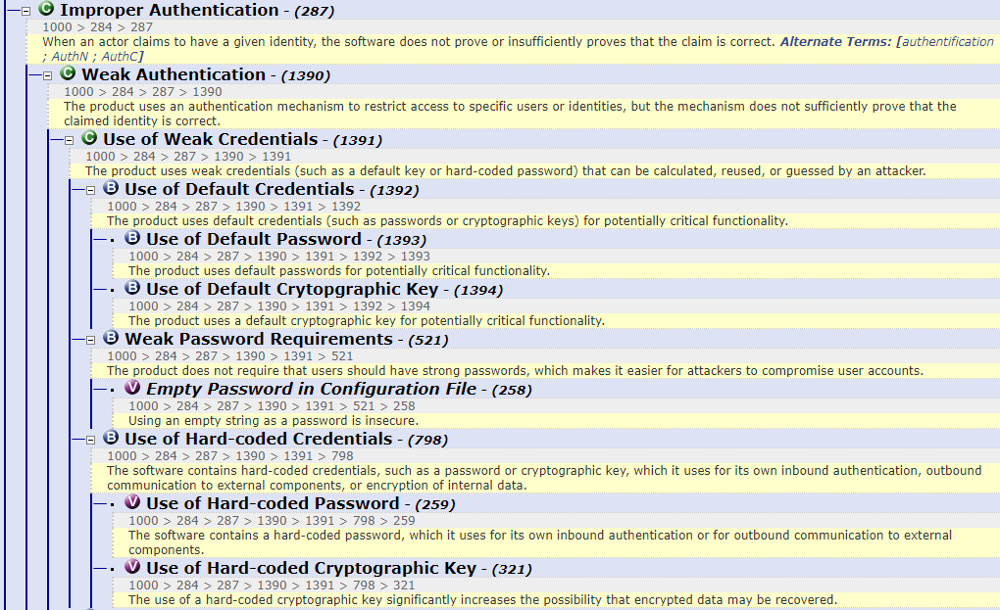 C Improper Authentication - (287)
1000 > 284 > 287
When an actor claims to have a given identity, the software does not prove or insufficiently proves that the claim is correct. Alternate Terms: [authentification
; AuthN ; AuthC]
C Weak Authentication - (1390)
1000 > 284 > 287 > 1390
The product uses an authentication mechanism to restrict access to specific users or identities, but the mechanism does not sufficiently prove that the
claimed identity is correct.
C Use of Weak Credentials - (1391)
1000 > 284 > 287 > 1390 > 1391
The product uses weak credentials (such as a default key or hard-coded password) that can be calculated, reused, or guessed by an attacker.
B Use of Default Credentials - (1392)
1000 > 284 > 287 > 1390 > 1391 > 1392
The product uses default credentials (such as passwords or cryptographic keys) for potentially critical functionality.
B Use of Default Password - (1393)
1000 > 284 > 287 > 1390 > 1391 > 1392 > 1393
The product uses default passwords for potentially critical functionality.
B Use of Default Crytopgraphic Key - (1394)
1000 > 284 > 287 > 1390 > 1391 > 1392 > 1394
The product uses a default cryptographic key for potentially critical functionality.
B Weak Password Requirements - (521)
1000 > 284 > 287 > 1390 > 1391 > 521
The product does not require that users should have strong passwords, which makes it easier for attackers to compromise user accounts.
V Empty Password in Configuration File - (258)
1000 > 284 > 287 > 1390 > 1391 > 521 > 258
Using an empty string as a password is insecure.
B Use of Hard-coded Credentials - (798)
1000 > 284 > 287 > 1390 > 1391 > 798
The software contains hard-coded credentials, such as a password or cryptographic key, which it uses for its own inbound authentication, outbound
communication to external components, or encryption of internal data.
V Use of Hard-coded Password - (259)
1000 > 284 > 287 > 1390 > 1391 > 798 > 259
The software contains a hard-coded password, which it uses for its own inbound authentication or for outbound communication to external
components.
V Use of Hard-coded Cryptographic Key - (321)
1000 > 284 > 287 > 1390 > 1391 > 798 > 321
The use of a hard-coded cryptographic key significantly increases the possibility that encrypted data may be recovered.